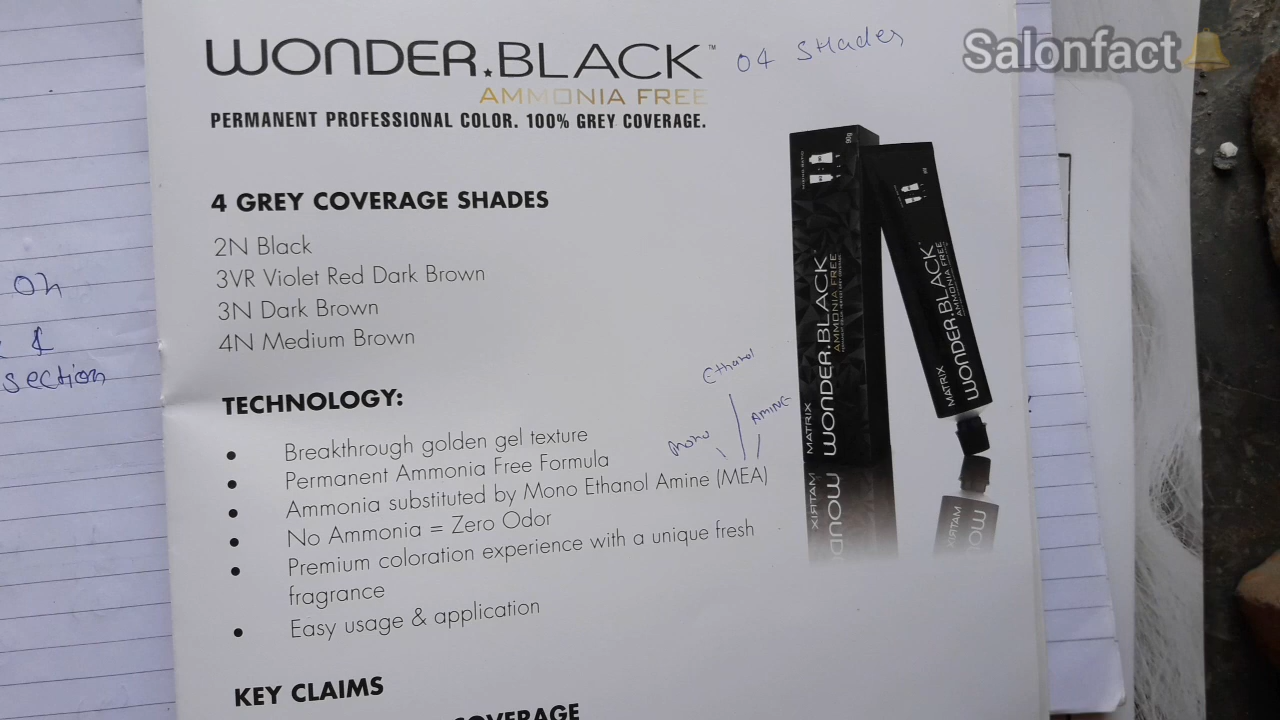 WONDER.BLACK™
04 SHades
Salonfact
AMMONIA FREE
PERMANENT PROFESSIONAL COLOR. 100% GREY COVERAGE.
4 GREY COVERAGE SHADES
2N Black
3VR Violet Red Dark Brown
3N Dark Brown
4N Medium Brown
on
&
section
TECHNOLOGY:
• Breakthrough golden gel texture
• Permanent Ammonia Free Formula
Mono
Ethanol
AMINE
• Ammonia substituted by Mono Ethanol Amine (MEA)
• No Ammonia = Zero Odor
• Premium coloration experience with a unique fresh
fragrance
• Easy usage & application
KEY CLAIMS
COVERAGE
90g
MATRIX WONDER.BLACK
AMMONIA FREE
MATRIX WONDER.BLACK
AMMONIA FREE